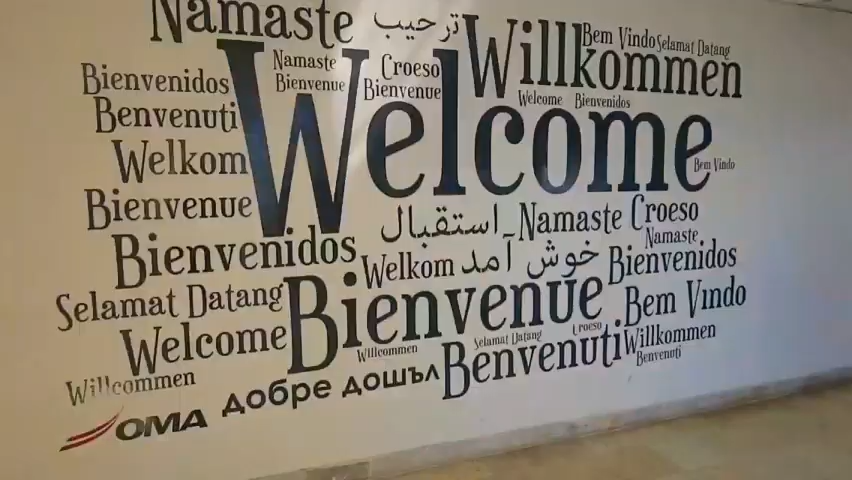 Namaste ترحيب Willkommen Bem Vindo Selamat Datang
Bienvenidos Namaste Croeso
Bienvenue Bienvenue
Welcome Bienvenidos
Benvenuti Welcome
Welkom Bem Vindo
Bienvenue استقبال Namaste Croeso
Bienvenidos Welkom خوش آمد Bienvenidos Namaste
Selamat Datang Bienvenue Bem Vindo
Welcome Willcommen Selamat Datang Croeso Willkommen
Benvenuti Benvenuti
Willcommen
OMA добре дошъл